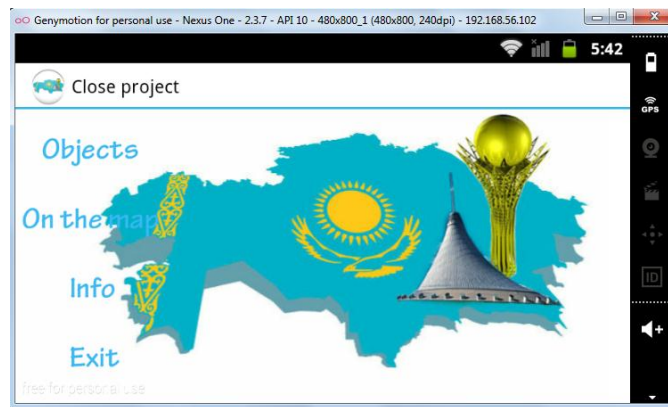 Genymotion for personal use - Nexus One - 2.3.7 - API 10 - 480x800_1 (480x800, 240dpi) - 192.168.56.102
5:42
Close project
GPS
Objects
On the map
Info
ID
Exit
free for personal use